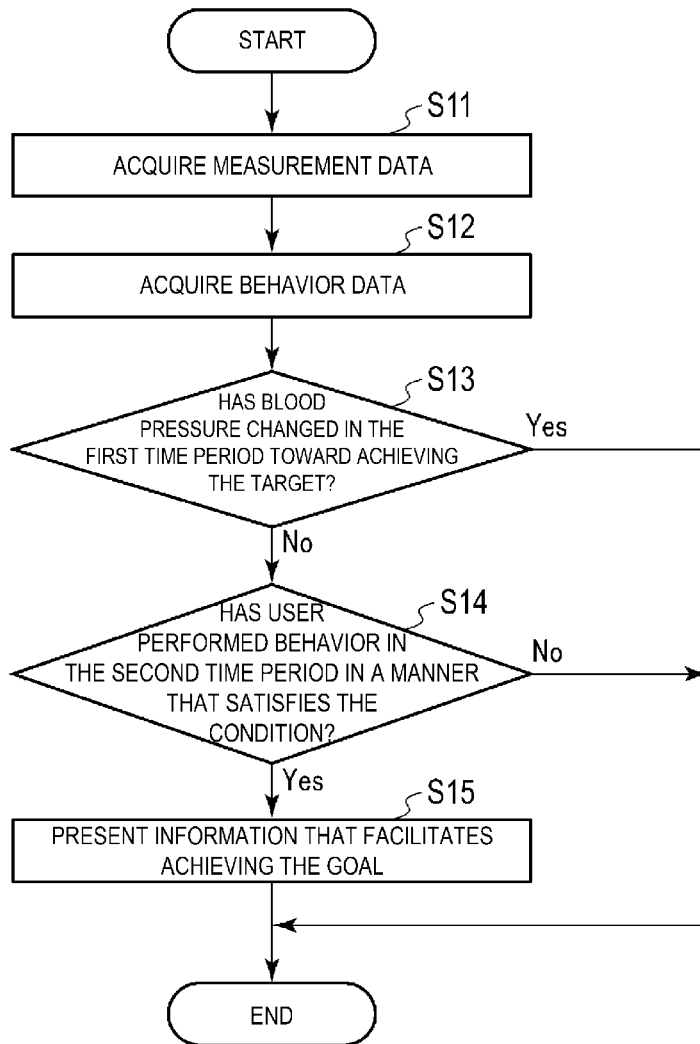 START
S11
ACQUIRE MEASUREMENT DATA
S12
ACQUIRE BEHAVIOR DATA
S13
HAS BLOOD
PRESSURE CHANGED IN THE
FIRST TIME PERIOD TOWARD ACHIEVING
THE TARGET?
Yes
No
S14
HAS USER
PERFORMED BEHAVIOR IN
THE SECOND TIME PERIOD IN A MANNER
THAT SATISFIES THE
CONDITION?
No
Yes
S15
PRESENT INFORMATION THAT FACILITATES
ACHIEVING THE GOAL
END